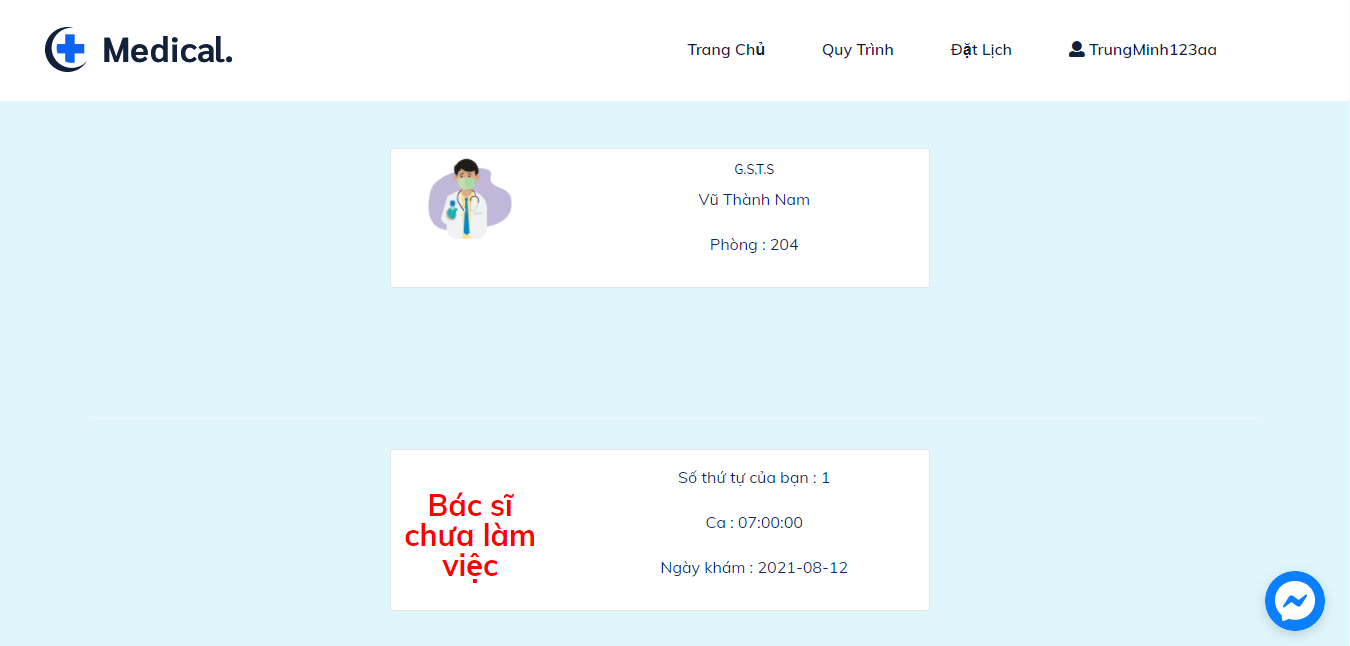 Medical.
Trang Chủ
Quy Trình
Đặt Lịch
TrungMinh123aa
G.S,T.S
Vũ Thành Nam
Phòng : 204
Bác sĩ
chưa làm
việc
Số thứ tự của bạn : 1
Ca : 07:00:00
Ngày khám : 2021-08-12